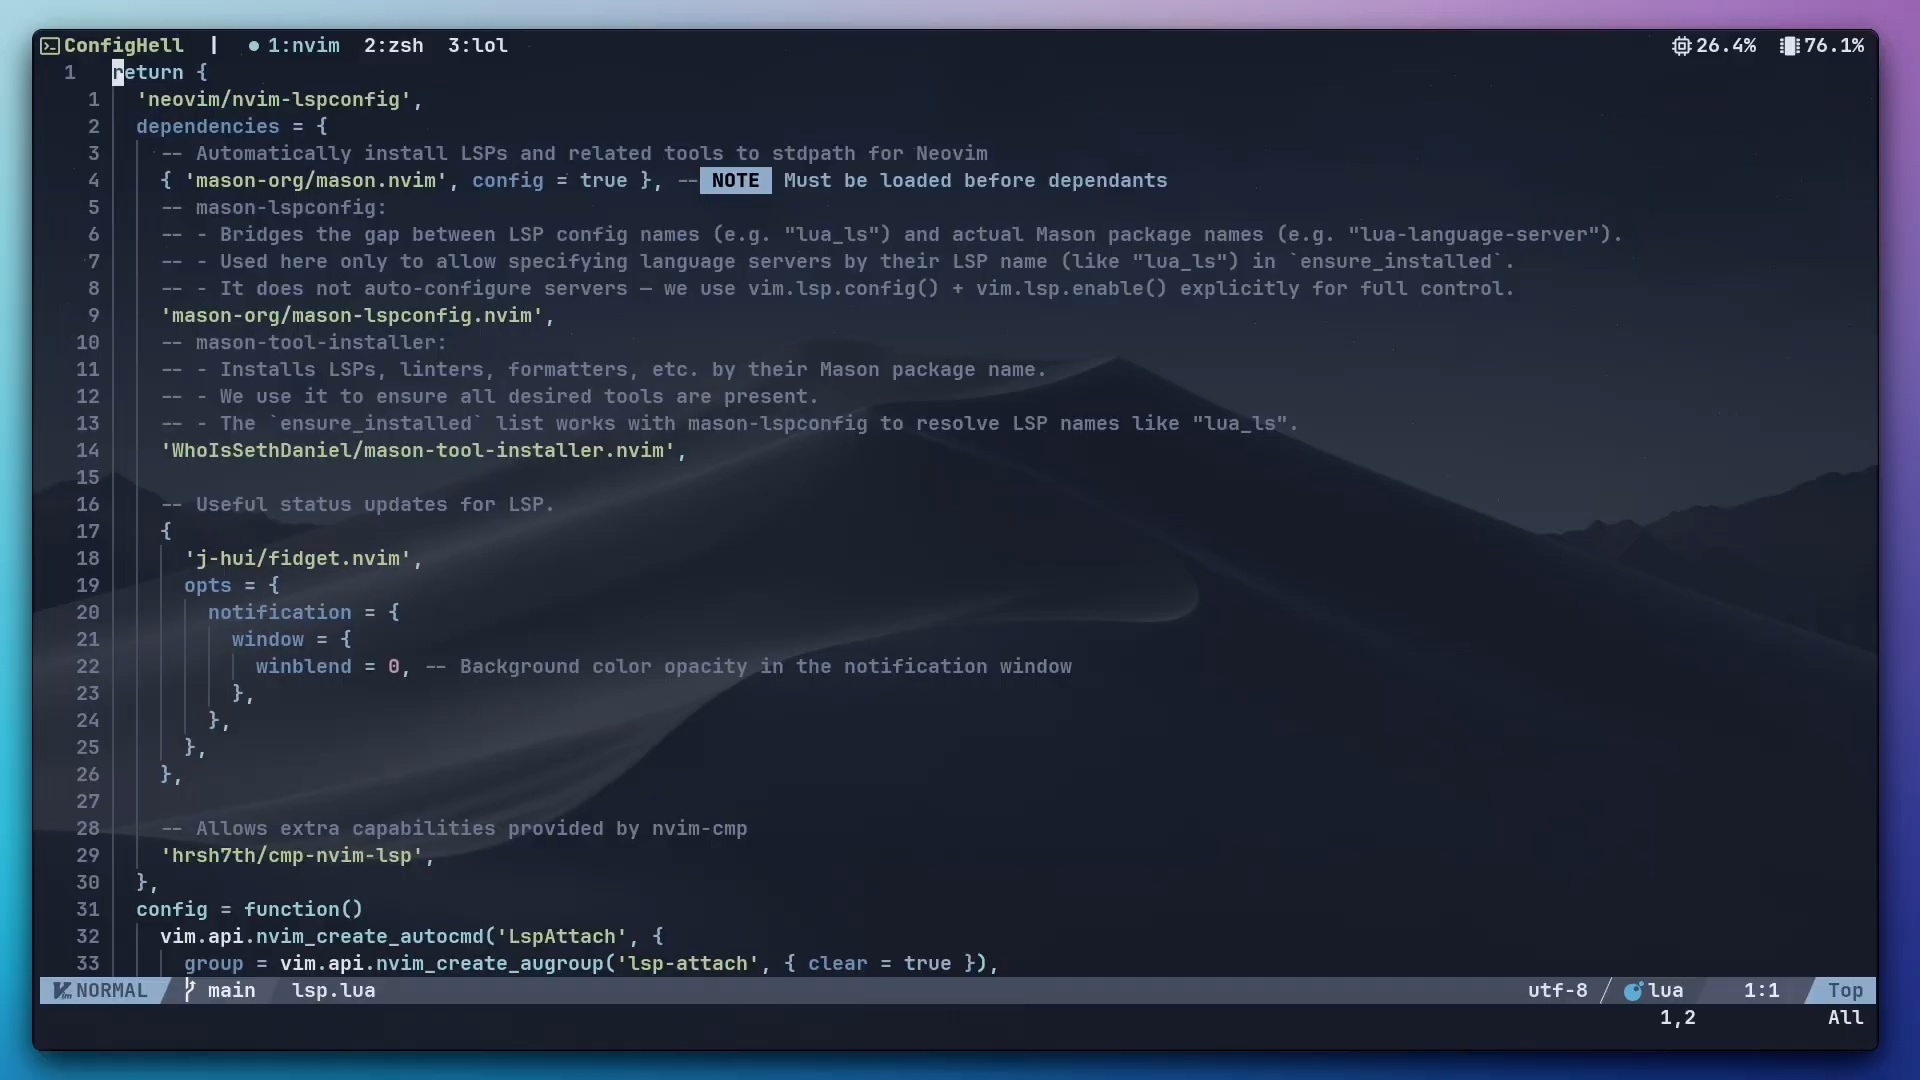 ConfigHell | ● 1:nvim 2:zsh 3:lol 26.4% 76.1%
1 return {
1 'neovim/nvim-lspconfig',
2 dependencies = {
3 -- Automatically install LSPs and related tools to stdpath for Neovim
4 { 'mason-org/mason.nvim', config = true }, -- NOTE Must be loaded before dependants
5 -- mason-lspconfig:
6 -- - Bridges the gap between LSP config names (e.g. "lua_ls") and actual Mason package names (e.g. "lua-language-server").
7 -- - Used here only to allow specifying language servers by their LSP name (like "lua_ls") in `ensure_installed`.
8 -- - It does not auto-configure servers — we use vim.lsp.config() + vim.lsp.enable() explicitly for full control.
9 'mason-org/mason-lspconfig.nvim',
10 -- mason-tool-installer:
11 -- - Installs LSPs, linters, formatters, etc. by their Mason package name.
12 -- - We use it to ensure all desired tools are present.
13 -- - The `ensure_installed` list works with mason-lspconfig to resolve LSP names like "lua_ls".
14 'WhoIsSethDaniel/mason-tool-installer.nvim',
15
16 -- Useful status updates for LSP.
17 {
18 'j-hui/fidget.nvim',
19 opts = {
20 notification = {
21 window = {
22 winblend = 0, -- Background color opacity in the notification window
23 },
24 },
25 },
26 },
27
28 -- Allows extra capabilities provided by nvim-cmp
29 'hrsh7th/cmp-nvim-lsp',
30 },
31 config = function()
32 vim.api.nvim_create_autocmd('LspAttach', {
33 group = vim.api.nvim_create_augroup('lsp-attach', { clear = true }),
NORMAL main lsp.lua utf-8 lua 1:1 Top
1,2 All